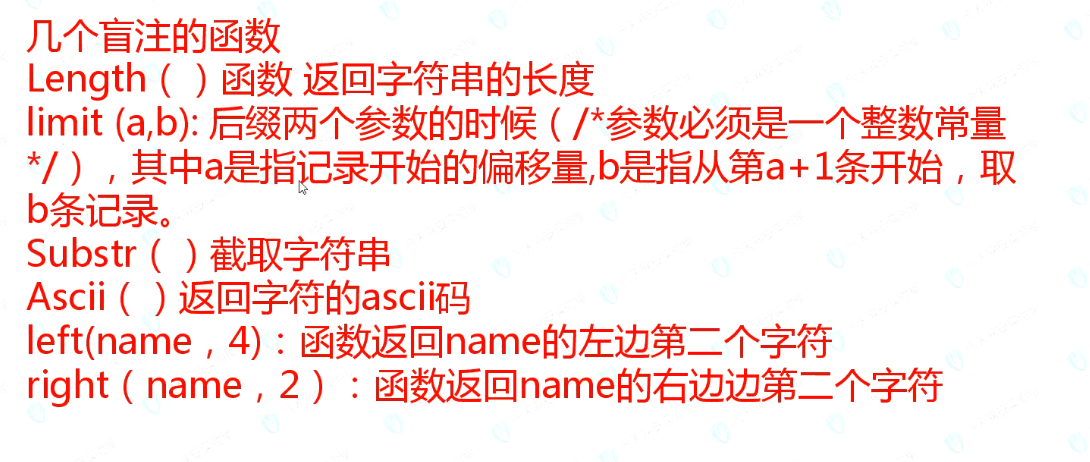 几个盲注的函数
Length（ ）函数 返回字符串的长度
limit (a,b): 后缀两个参数的时候（/*参数必须是一个整数常量
*/），其中a是指记录开始的偏移量,b是指从第a+1条开始，取
b条记录。
Substr（ ）截取字符串
Ascii（ ）返回字符的ascii码
left(name，4)：函数返回name的左边第二个字符
right（name，2）：函数返回name的右边边第二个字符